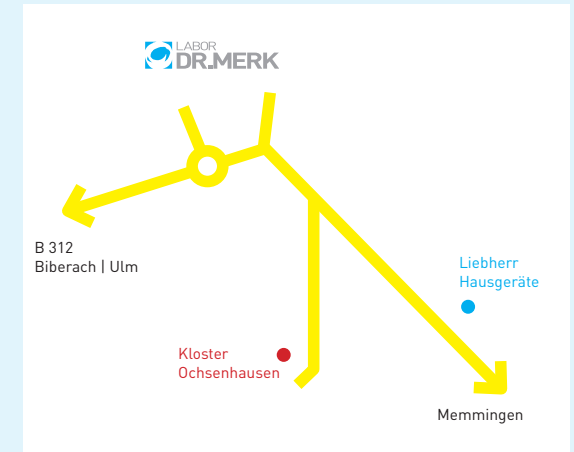 LABOR
DR.MERK
B 312
Biberach | Ulm
Liebherr
Hausgeräte
Kloster
Ochsenhausen
Memmingen